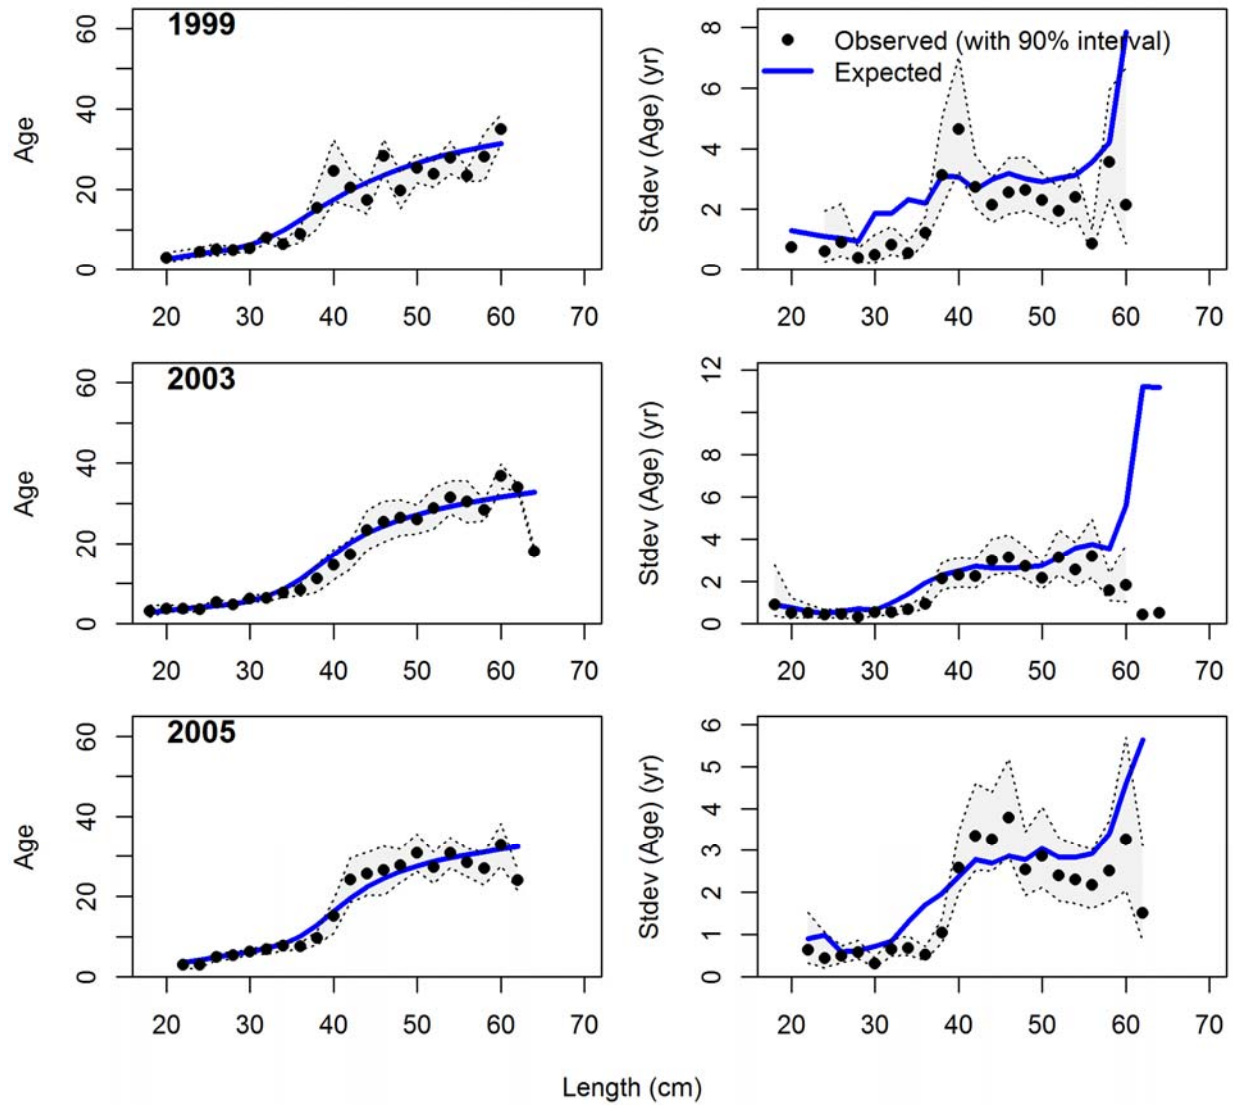 1999
Age
0 20 40 60
20 30 40 50 60 70
Stdev (Age) (yr)
0 2 4 6 8
Observed (with 90% interval)
Expected
20 30 40 50 60 70
2003
Age
0 20 40 60
20 30 40 50 60 70
Stdev (Age) (yr)
0 2 4 6 8 12
20 30 40 50 60 70
2005
Age
0 20 40 60
20 30 40 50 60 70
Stdev (Age) (yr)
0 1 2 3 4 5 6
20 30 40 50 60 70
Length (cm)